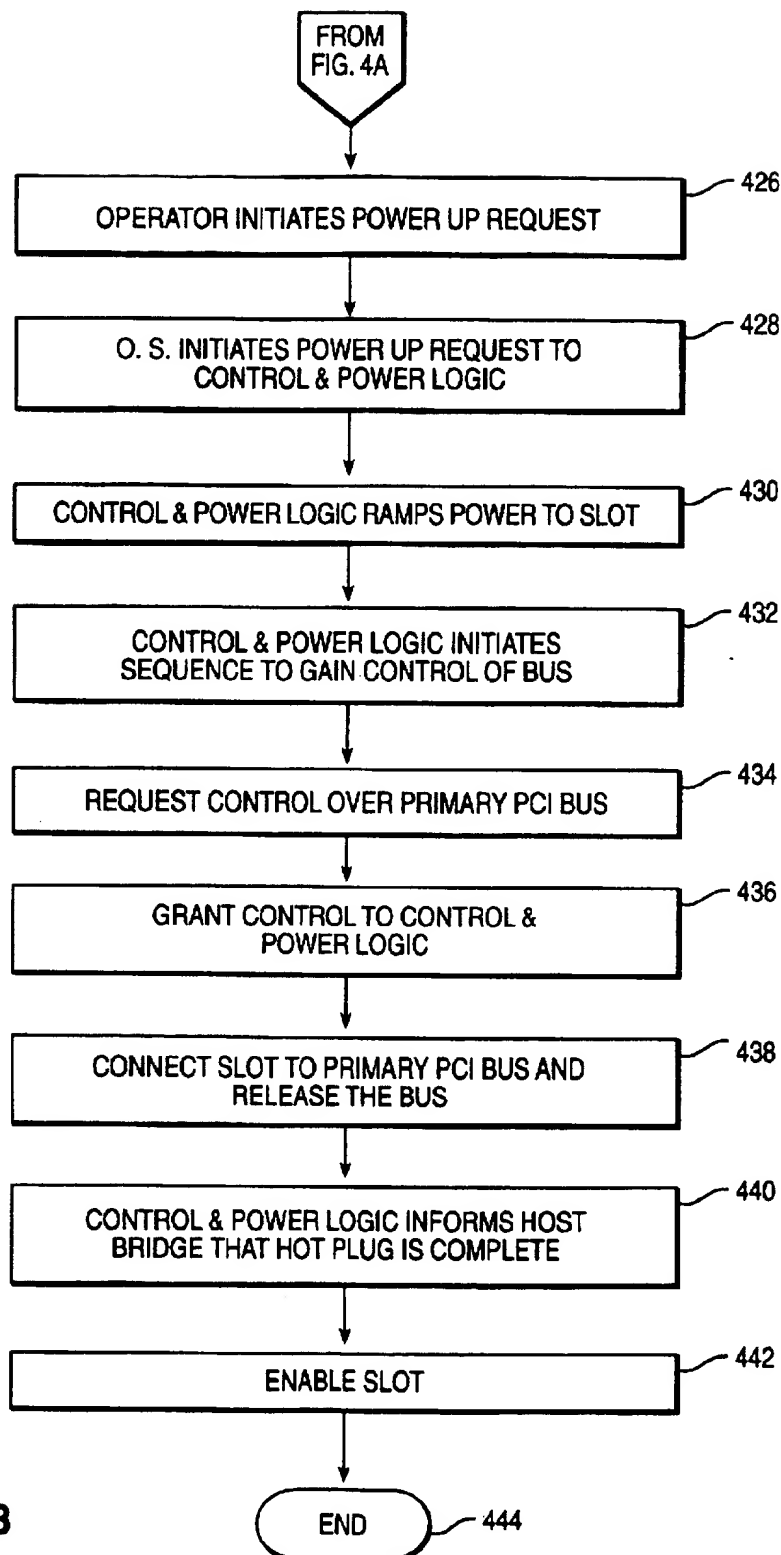 FROM
FIG. 4A
426
OPERATOR INITIATES POWER UP REQUEST
428
O. S. INITIATES POWER UP REQUEST TO
CONTROL & POWER LOGIC
430
CONTROL & POWER LOGIC RAMPS POWER TO SLOT
432
CONTROL & POWER LOGIC INITIATES
SEQUENCE TO GAIN CONTROL OF BUS
434
REQUEST CONTROL OVER PRIMARY PCI BUS
436
GRANT CONTROL TO CONTROL &
POWER LOGIC
438
CONNECT SLOT TO PRIMARY PCI BUS AND
RELEASE THE BUS
440
CONTROL & POWER LOGIC INFORMS HOST
BRIDGE THAT HOT PLUG IS COMPLETE
442
ENABLE SLOT
END
444